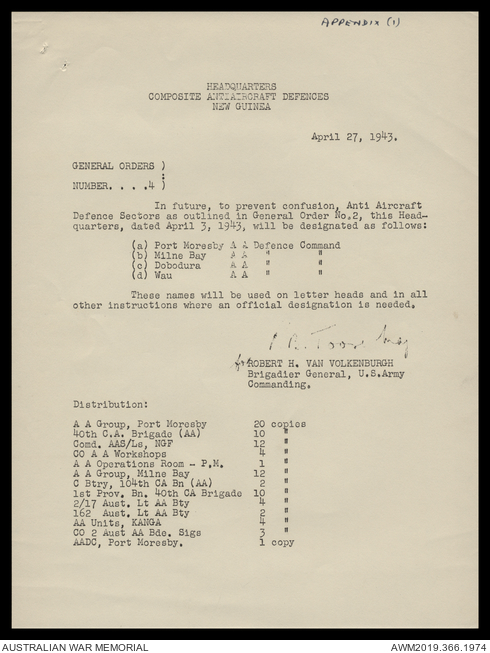 APPENDIX (1)
HEADQUARTERS
COMPOSITE ANTIAIRCRAFT DEFENCES
NEW GUINEA
April 27, 1943.
GENERAL ORDERS )
:
NUMBER. . . .4 )
In future, to prevent confusion, Anti Aircraft
Defence Sectors as outlined in General Order No.2, this Head-
quarters, dated April 3, 1943, will be designated as follows:
(a) Port Moresby A A Defence Command
(b) Milne Bay A A " "
(c) Dobodura A A " "
(d) Wau A A " "
These names will be used on letter heads and in all
other instructions where an official designation is needed.
for ROBERT H. VAN VOLKENBURGH
Brigadier General, U.S.Army
Commanding.
Distribution:
A A Group, Port Moresby 20 copies
40th C.A. Brigade (AA) 10 "
Comd. AAS/Ls, NGF 12 "
CO A A Workshops 4 "
A A Operations Room - P.M. 1 "
A A Group, Milne Bay 12 "
C Btry, 104th CA Bn (AA) 2 "
1st Prov. Bn. 40th CA Brigade 10 "
2/17 Aust. Lt AA Bty 4 "
162 Aust. Lt AA Bty 2 "
AA Units, KANGA 4 "
CO 2 Aust AA Bde. Sigs 3 "
AADC, Port Moresby. 1 copy
AUSTRALIAN WAR MEMORIAL AWM2019.366.1974